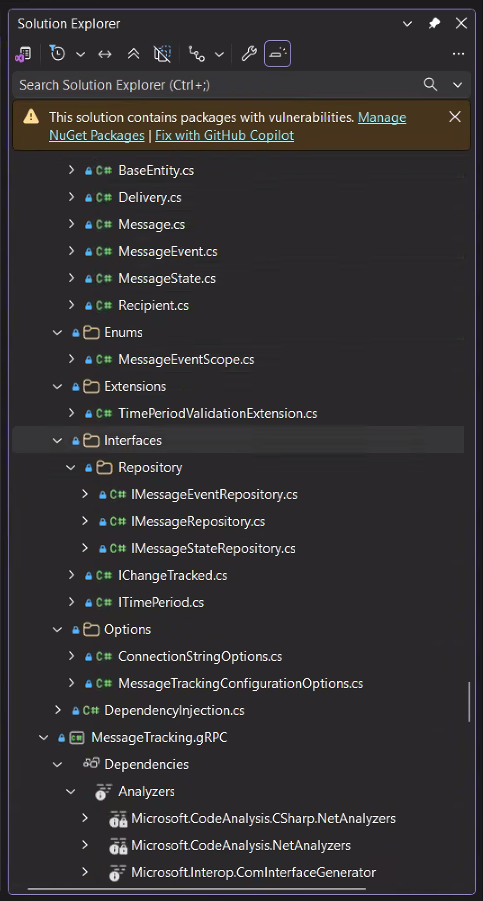 Solution Explorer
Search Solution Explorer (Ctrl+;)
This solution contains packages with vulnerabilities. Manage
NuGet Packages | Fix with GitHub Copilot
C# BaseEntity.cs
C# Delivery.cs
C# Message.cs
C# MessageEvent.cs
C# MessageState.cs
C# Recipient.cs
Enums
C# MessageEventScope.cs
Extensions
C# TimePeriodValidationExtension.cs
Interfaces
Repository
C# IMessageEventRepository.cs
C# IMessageRepository.cs
C# IMessageStateRepository.cs
C# IChangeTracked.cs
C# ITimePeriod.cs
Options
C# ConnectionStringOptions.cs
C# MessageTrackingConfigurationOptions.cs
C# DependencyInjection.cs
C# MessageTracking.gRPC
Dependencies
Analyzers
Microsoft.CodeAnalysis.CSharp.NetAnalyzers
Microsoft.CodeAnalysis.NetAnalyzers
Microsoft.Interop.ComInterfaceGenerator